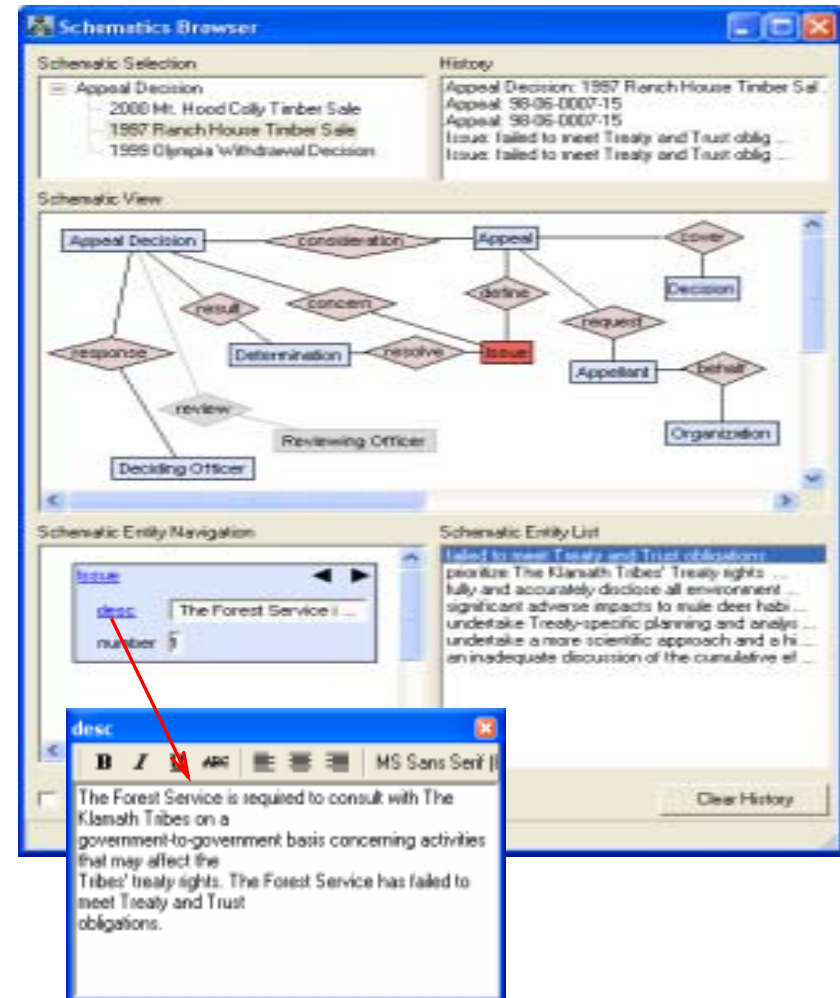 Schematics Browser
Schematic Selection
Appeal Decision
2000 Mt. Hood Colly Timber Sale
1997 Ranch House Timber Sale
1999 Olympia Withdrawal Decision
History
Appeal Decision: 1997 Ranch House Timber Sal...
Appeal: 98-06-0007-15
Appeal: 98-06-0007-15
Issue: failed to meet Treaty and Trust oblig ...
Issue: failed to meet Treaty and Trust oblig ...
Schematic View
Appeal Decision
consideration
Appeal
cover
Decision
result
concern
define
request
response
Determination
resolve
Issue
Appellant
behalf
review
Reviewing Officer
Organization
Deciding Officer
Schematic Entity Navigation
Issue
desc
The Forest Service i ...
number
Schematic Entity List
failed to meet Treaty and Trust obligations
prioritize The Klamath Tribes' Treaty rights ...
fully and accurately disclose all environment ...
significant adverse impacts to mule deer habi ...
undertake Treaty-specific planning and analys ...
undertake a more scientific approach and a hi ...
an inadequate discussion of the cumulative ef ...
Clear History
desc
B I U ABC MS Sans Serif
The Forest Service is required to consult with The
Klamath Tribes on a
government-to-government basis concerning activities
that may affect the
Tribes' treaty rights. The Forest Service has failed to
meet Treaty and Trust
obligations.